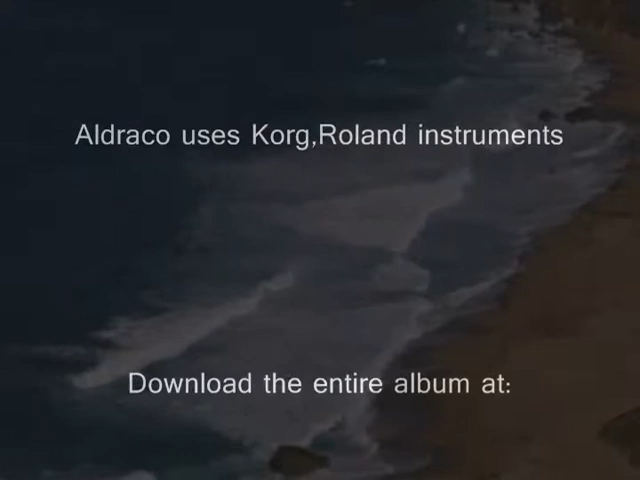 Aldraco uses Korg,Roland instruments
Download the entire album at: